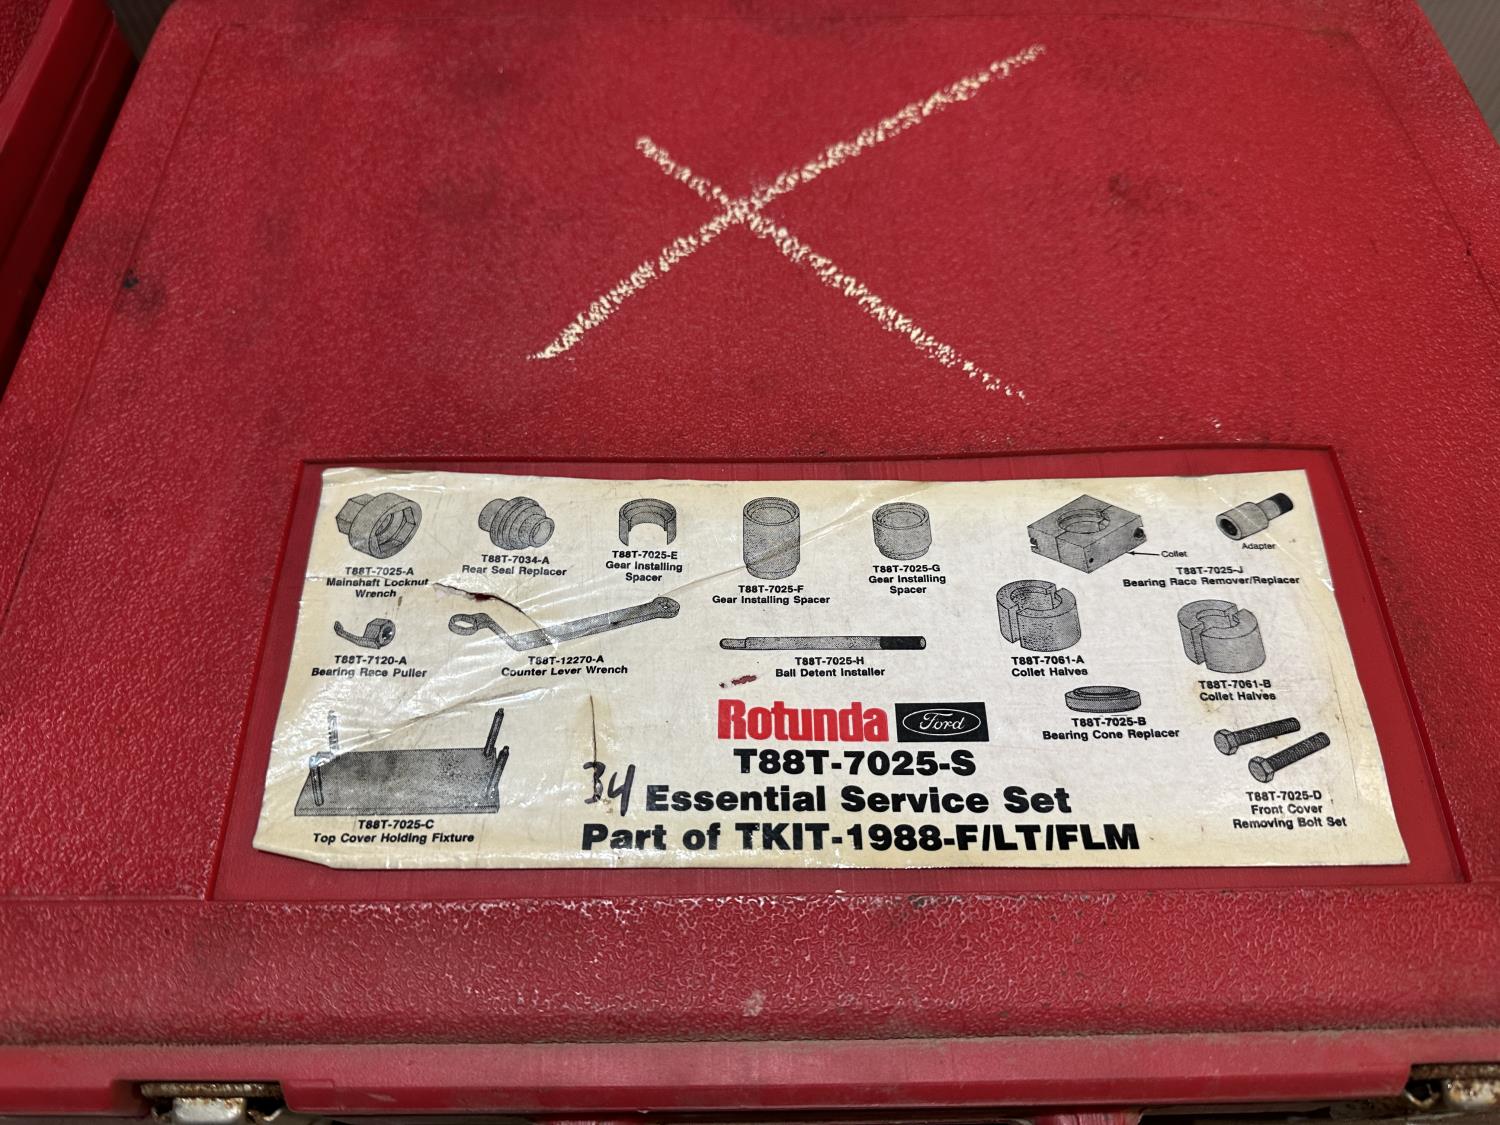 T88T-7025-A
Mainshaft Locknut
Wrench
T88T-7034-A
Rear Seal Replacer
T88T-7025-E
Gear Installing
Spacer
T88T-7025-F
Gear Installing Spacer
T88T-7025-G
Gear Installing
Spacer
Collet
Adapter
T88T-7025-J
Bearing Race Remover/Replacer
T88T-7120-A
Bearing Race Puller
T88T-12270-A
Counter Lever Wrench
T88T-7025-H
Ball Detent Installer
T88T-7061-A
Collet Halves
T88T-7061-B
Collet Halves
T88T-7025-B
Bearing Cone Replacer
T88T-7025-C
Top Cover Holding Fixture
T88T-7025-D
Front Cover
Removing Bolt Set
Rotunda Ford
T88T-7025-S
34 Essential Service Set
Part of TKIT-1988-F/LT/FLM